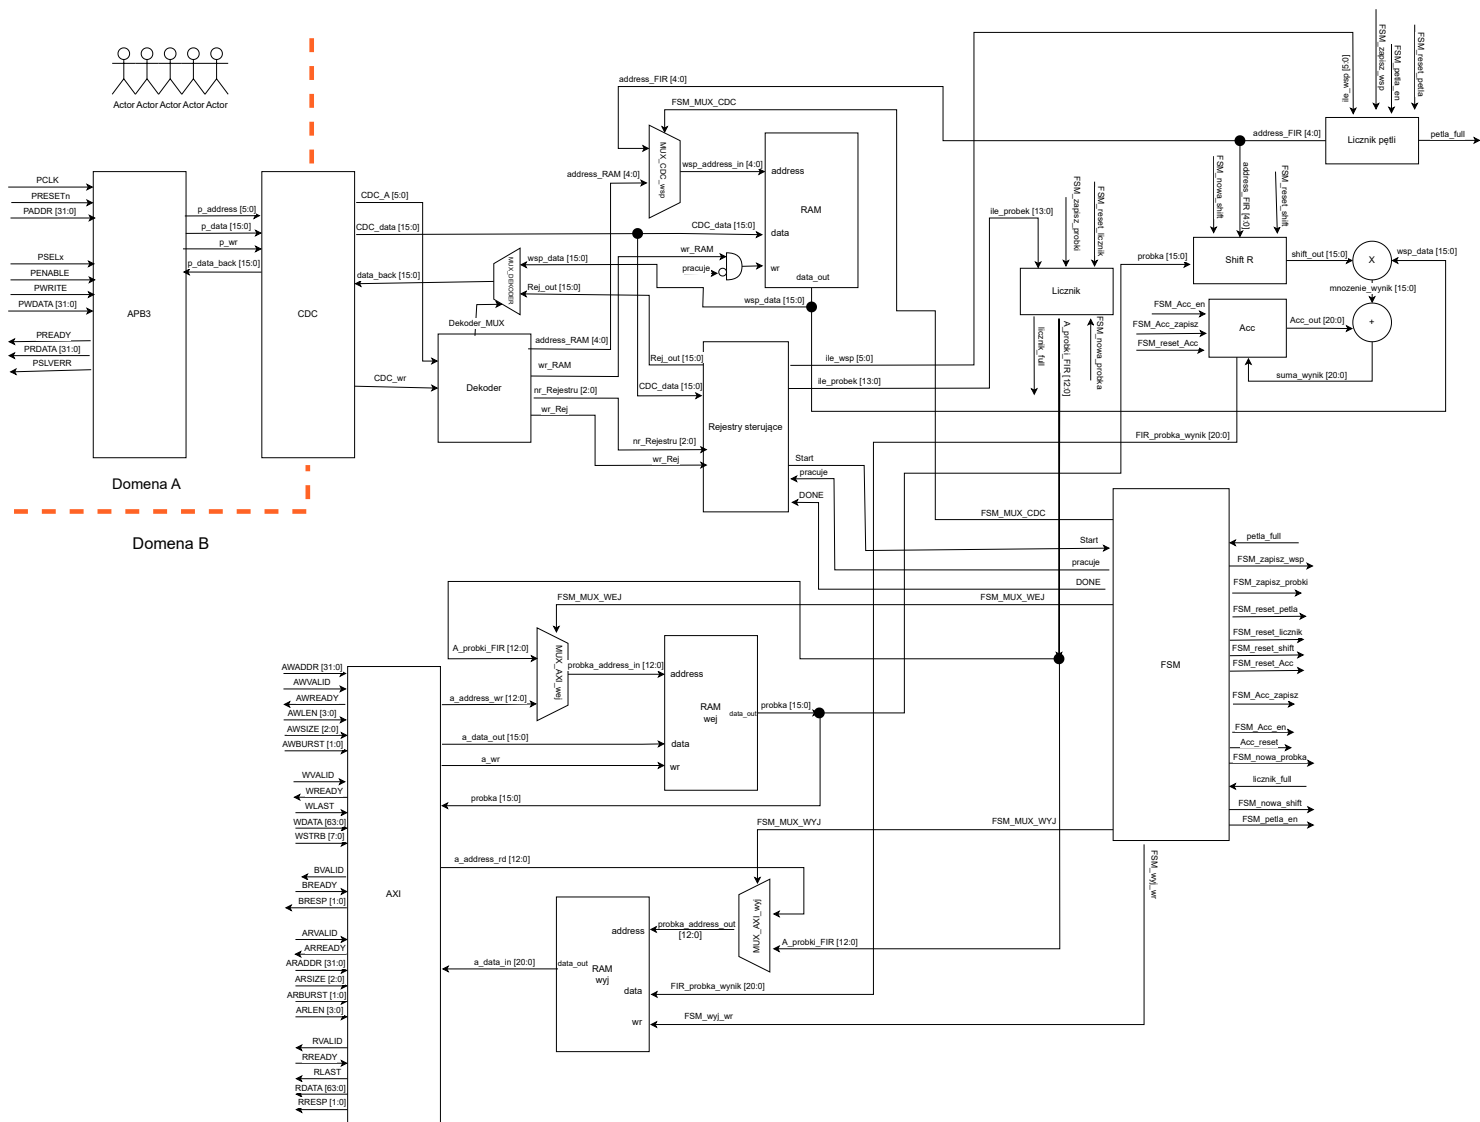 Actor Actor Actor Actor Actor
PCLK
PRESETn
PADDR [31:0]
PSELx
PENABLE
PWRITE
PWDATA [31:0]
PREADY
PRDATA [31:0]
PSLVERR
APB3
p_address [5:0]
p_data [15:0]
p_wr
p_data_back [15:0]
CDC
Domena A
Domena B
CDC_A [5:0]
CDC_data [15:0]
data_back [15:0]
CDC_wr
MUX_DEKODER
Dekoder_MUX
Dekoder
wsp_data [15:0]
Rej_out [15:0]
address_RAM [4:0]
wr_RAM
nr_Rejestru [2:0]
wr_Rej
address_FIR [4:0]
FSM_MUX_CDC
MUX_CDC_wsp
address_RAM [4:0]
wsp_address_in [4:0]
CDC_data [15:0]
wr_RAM
pracuje
address
RAM
data
wr
data_out
wsp_data [15:0]
Rej_out [15:0]
CDC_data [15:0]
nr_Rejestru [2:0]
wr_Rej
Rejestry sterujące
ile_wsp [5:0]
ile_probek [13:0]
Start
pracuje
DONE
ile_probek [13:0]
FSM_zapisz_probki
FSM_reset_licznik
Licznik
licznik_full
A_probki_FIR [12:0]
FSM_nowa_probka
ile_wsp [5:0]
FSM_zapisz_wsp
FSM_petla_en
FSM_reset_petla
Licznik pętli
address_FIR [4:0]
petla_full
FSM_nowa_shift
address_FIR [4:0]
FSM_reset_shift
probka [15:0]
Shift R
shift_out [15:0]
X
wsp_data [15:0]
mnozenie_wynik [15:0]
FSM_Acc_en
FSM_Acc_zapisz
FSM_reset_Acc
Acc
Acc_out [20:0]
+
suma_wynik [20:0]
FIR_probka_wynik [20:0]
FSM_MUX_CDC
Start
pracuje
DONE
FSM_MUX_WEJ
FSM_MUX_WYJ
FSM
petla_full
FSM_zapisz_wsp
FSM_zapisz_probki
FSM_reset_petla
FSM_reset_licznik
FSM_reset_shift
FSM_reset_Acc
FSM_Acc_zapisz
FSM_Acc_en
Acc_reset
FSM_nowa_probka
licznik_full
FSM_nowa_shift
FSM_petla_en
FSM_wyj_wr
FSM_MUX_WEJ
A_probki_FIR [12:0]
MUX_AXI_wej
probka_address_in [12:0]
a_address_wr [12:0]
a_data_out [15:0]
a_wr
address
RAM
wej
data_out
data
wr
probka [15:0]
probka [15:0]
AWADDR [31:0]
AWVALID
AWREADY
AWLEN [3:0]
AWSIZE [2:0]
AWBURST [1:0]
WVALID
WREADY
WLAST
WDATA [63:0]
WSTRB [7:0]
BVALID
BREADY
BRESP [1:0]
ARVALID
ARREADY
ARADDR [31:0]
ARSIZE [2:0]
ARBURST [1:0]
ARLEN [3:0]
RVALID
RREADY
RLAST
RDATA [63:0]
RRESP [1:0]
AXI
FSM_MUX_WYJ
a_address_rd [12:0]
MUX_AXI_wyj
probka_address_out
[12:0]
A_probki_FIR [12:0]
a_data_in [20:0]
address
data_out
RAM
wyj
data
wr
FIR_probka_wynik [20:0]
FSM_wyj_wr